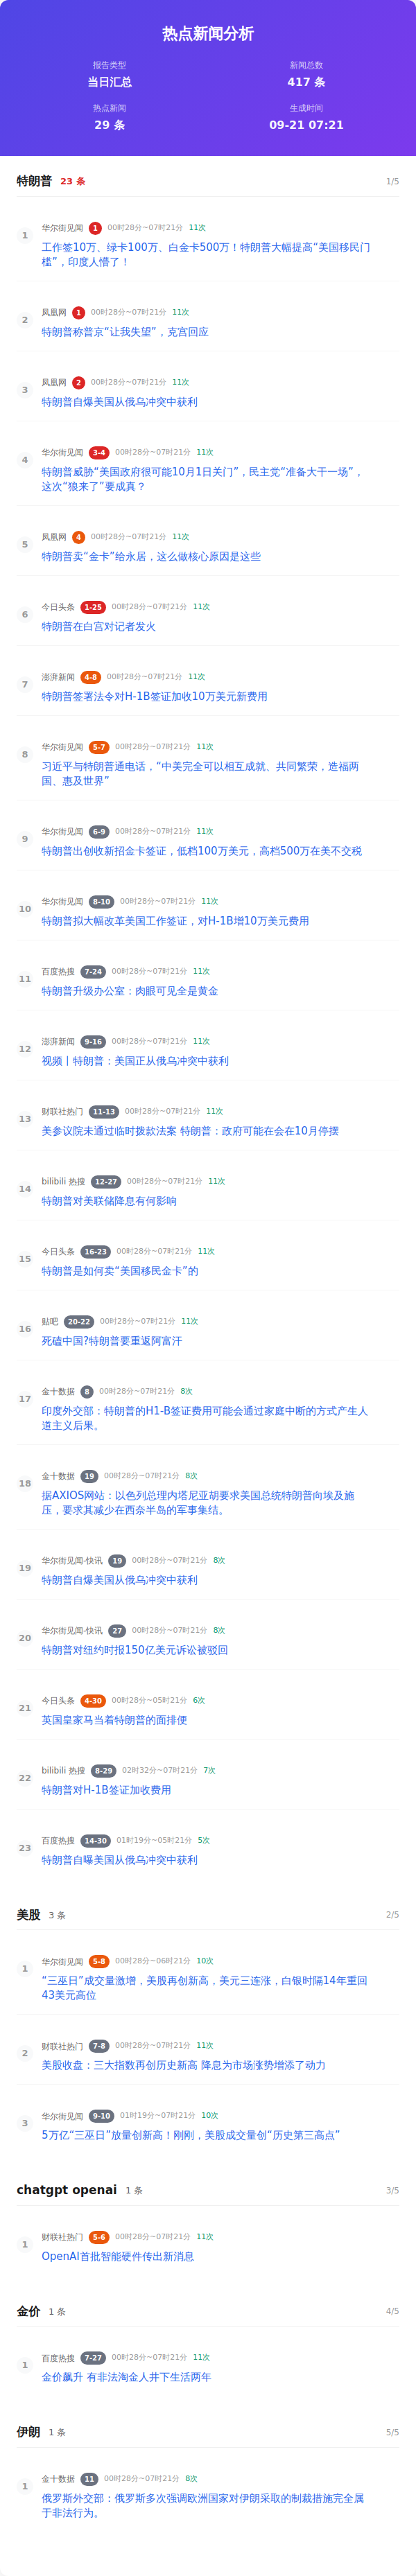 热点新闻分析
报告类型
当日汇总
新闻总数
417 条
热点新闻
29 条
生成时间
09-21 07:21
特朗普 23 条 1/5
1
华尔街见闻 1 00时28分~07时21分 11次
工作签10万、绿卡100万、白金卡500万！特朗普大幅提高“美国移民门
槛”，印度人懵了！
2
凤凰网 1 00时28分~07时21分 11次
特朗普称普京“让我失望”，克宫回应
3
凤凰网 2 00时28分~07时21分 11次
特朗普自爆美国从俄乌冲突中获利
4
华尔街见闻 3-4 00时28分~07时21分 11次
特朗普威胁“美国政府很可能10月1日关门”，民主党“准备大干一场”，
这次“狼来了”要成真？
5
凤凰网 4 00时28分~07时21分 11次
特朗普卖“金卡”给永居，这么做核心原因是这些
6
今日头条 1-25 00时28分~07时21分 11次
特朗普在白宫对记者发火
7
澎湃新闻 4-8 00时28分~07时21分 11次
特朗普签署法令对H-1B签证加收10万美元新费用
8
华尔街见闻 5-7 00时28分~07时21分 11次
习近平与特朗普通电话，“中美完全可以相互成就、共同繁荣，造福两
国、惠及世界”
9
华尔街见闻 6-9 00时28分~07时21分 11次
特朗普出创收新招金卡签证，低档100万美元，高档500万在美不交税
10
华尔街见闻 8-10 00时28分~07时21分 11次
特朗普拟大幅改革美国工作签证，对H-1B增10万美元费用
11
百度热搜 7-24 00时28分~07时21分 11次
特朗普升级办公室：肉眼可见全是黄金
12
澎湃新闻 9-16 00时28分~07时21分 11次
视频丨特朗普：美国正从俄乌冲突中获利
13
财联社热门 11-13 00时28分~07时21分 11次
美参议院未通过临时拨款法案 特朗普：政府可能在会在10月停摆
14
bilibili 热搜 12-27 00时28分~07时21分 11次
特朗普对美联储降息有何影响
15
今日头条 16-23 00时28分~07时21分 11次
特朗普是如何卖“美国移民金卡”的
16
贴吧 20-22 00时28分~07时21分 11次
死磕中国?特朗普要重返阿富汗
17
金十数据 8 00时28分~07时21分 8次
印度外交部：特朗普的H1-B签证费用可能会通过家庭中断的方式产生人
道主义后果。
18
金十数据 19 00时28分~07时21分 8次
据AXIOS网站：以色列总理内塔尼亚胡要求美国总统特朗普向埃及施
压，要求其减少在西奈半岛的军事集结。
19
华尔街见闻-快讯 19 00时28分~07时21分 8次
特朗普自爆美国从俄乌冲突中获利
20
华尔街见闻-快讯 27 00时28分~07时21分 8次
特朗普对纽约时报150亿美元诉讼被驳回
21
今日头条 4-30 00时28分~05时21分 6次
英国皇家马当着特朗普的面排便
22
bilibili 热搜 8-29 02时32分~07时21分 7次
特朗普对H-1B签证加收费用
23
百度热搜 14-30 01时19分~05时21分 5次
特朗普自曝美国从俄乌冲突中获利
美股 3 条 2/5
1
华尔街见闻 5-8 00时28分~06时21分 10次
“三巫日”成交量激增，美股再创新高，美元三连涨，白银时隔14年重回
43美元高位
2
财联社热门 7-8 00时28分~07时21分 11次
美股收盘：三大指数再创历史新高 降息为市场涨势增添了动力
3
华尔街见闻 9-10 01时19分~07时21分 10次
5万亿“三巫日”放量创新高！刚刚，美股成交量创“历史第三高点”
chatgpt openai 1 条 3/5
1
财联社热门 5-6 00时28分~07时21分 11次
OpenAI首批智能硬件传出新消息
金价 1 条 4/5
1
百度热搜 7-27 00时28分~07时21分 11次
金价飙升 有非法淘金人井下生活两年
伊朗 1 条 5/5
1
金十数据 11 00时28分~07时21分 8次
俄罗斯外交部：俄罗斯多次强调欧洲国家对伊朗采取的制裁措施完全属
于非法行为。